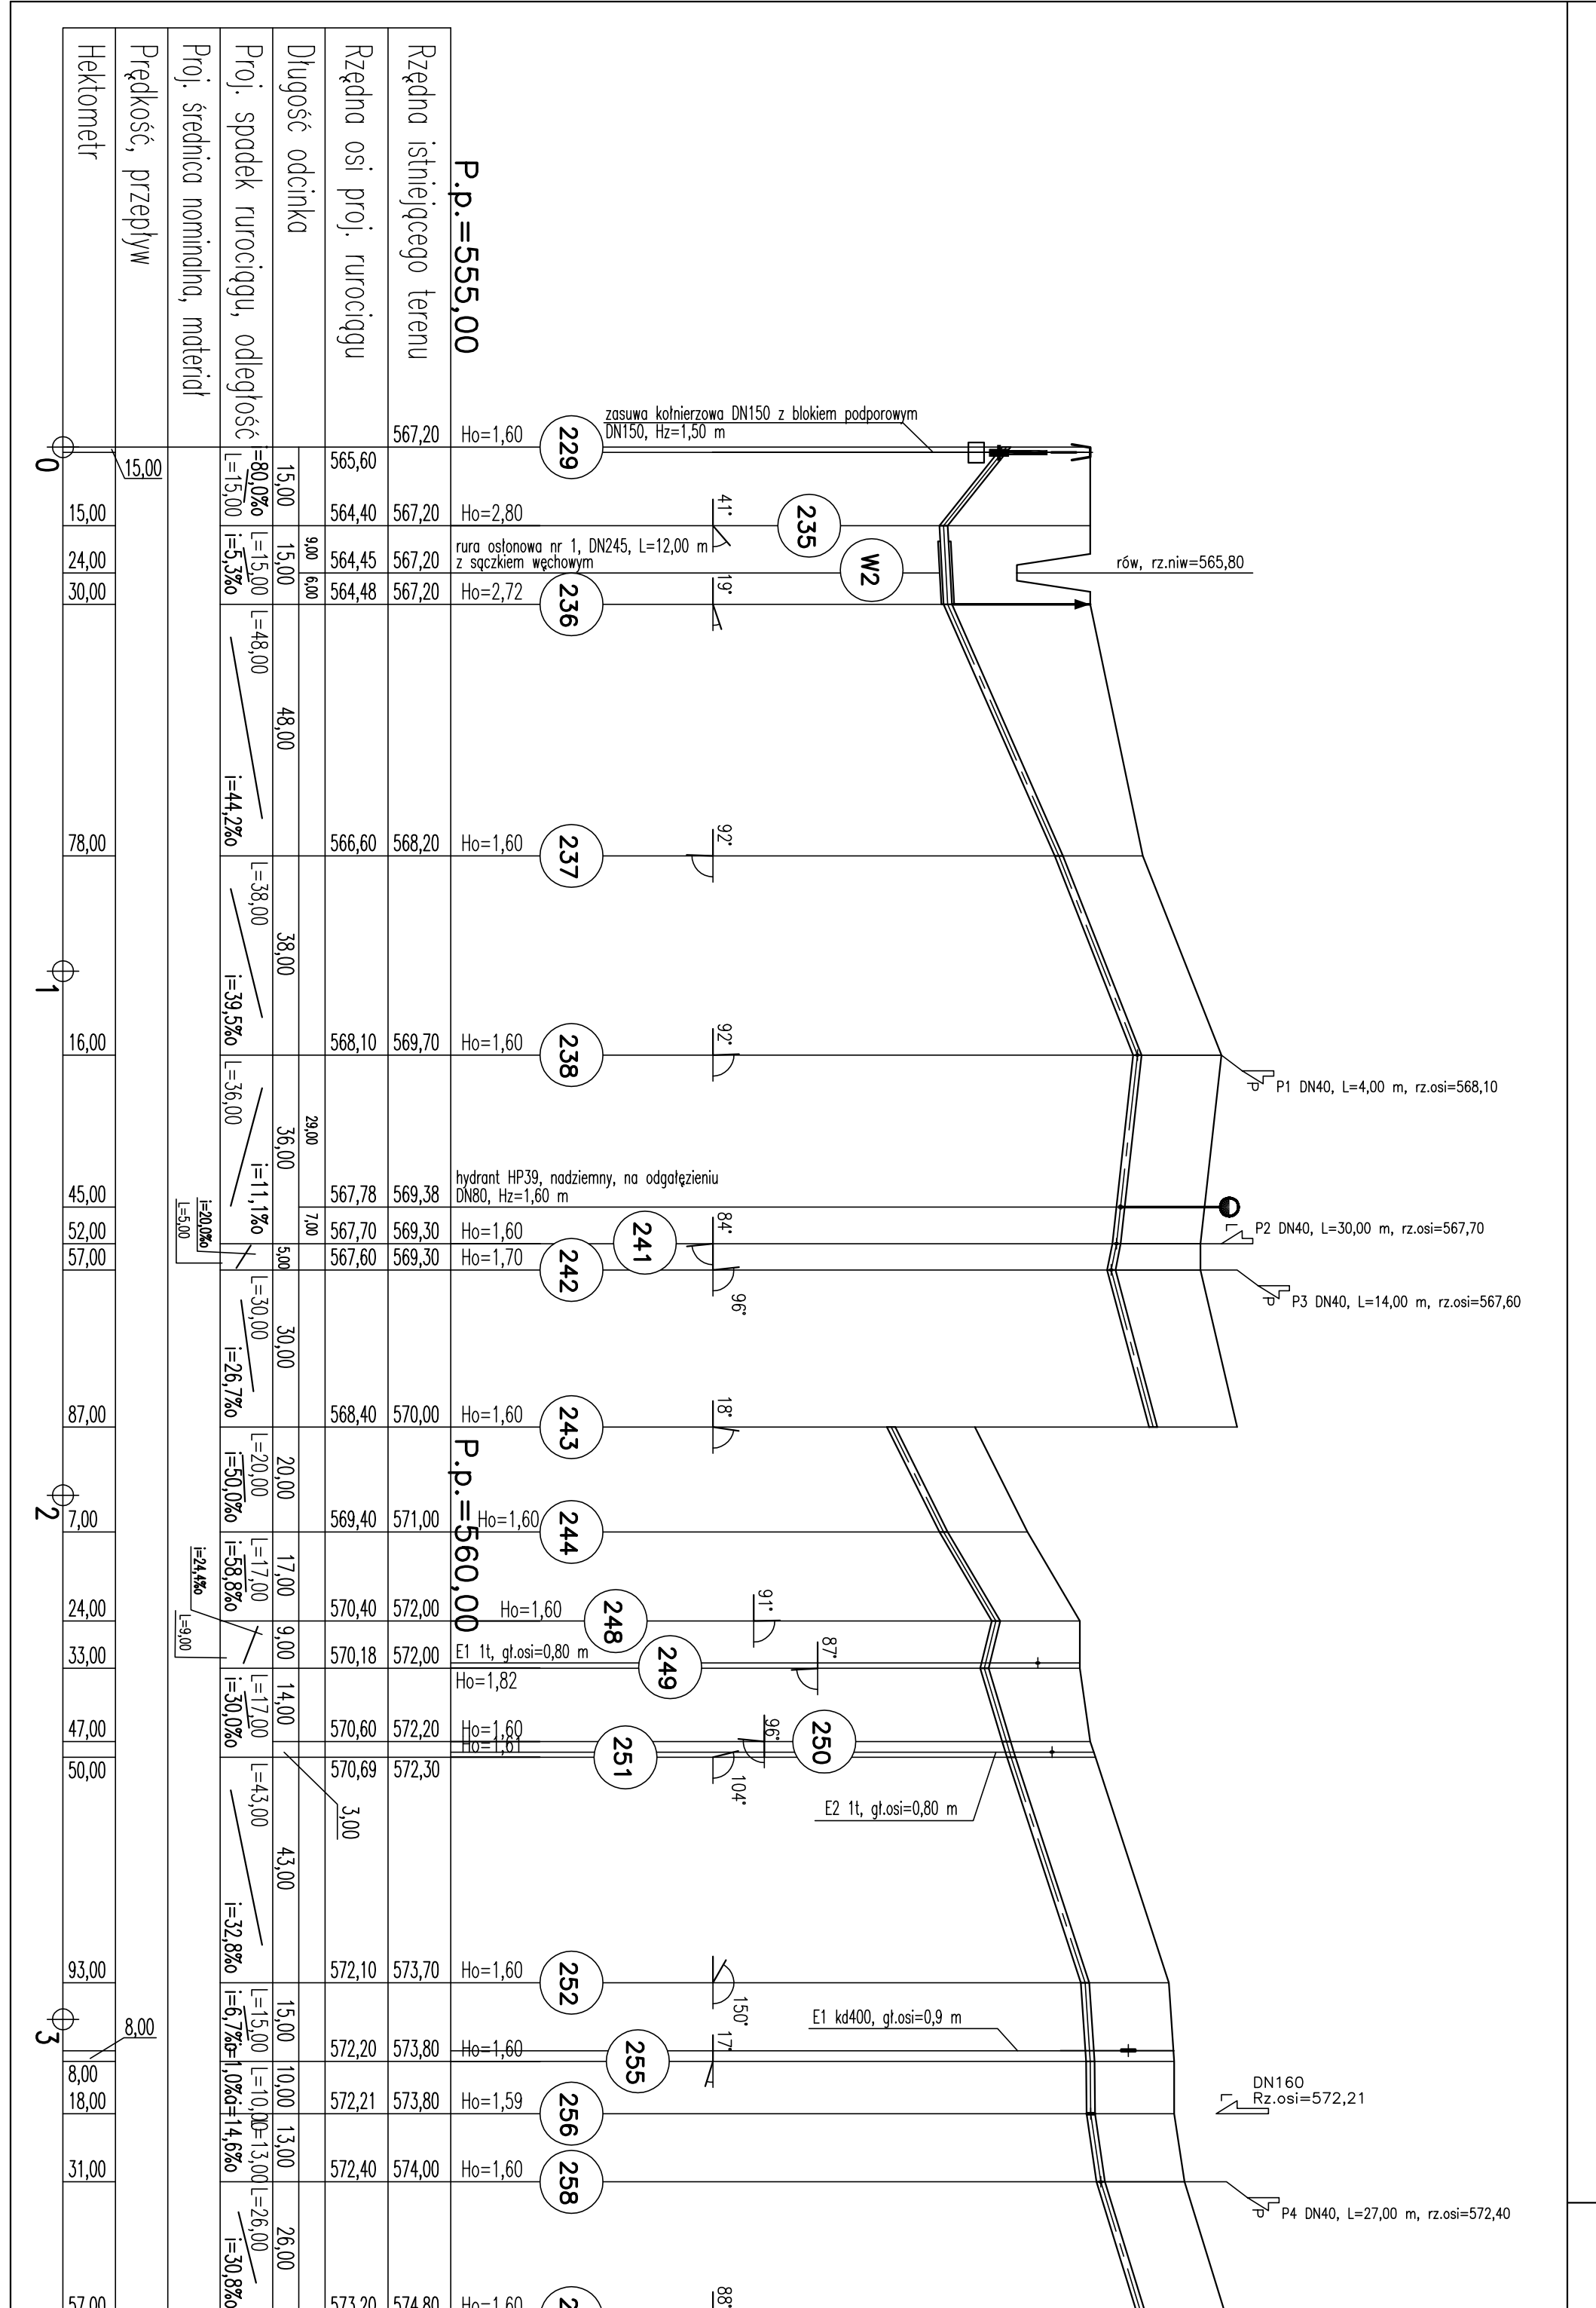 Rzędna istniejącego terenu
Rzędna osi proj. rurociągu
Długość odcinka
Proj. spadek rurociągu, odległość
Proj. średnica nominalna, materiał
Prędkość, przepływ
Hektometr
P.p.=555,00
zasuwa kołnierzowa DN150 z blokiem podporowym
DN150, Hz=1,50 m
567,20 Ho=1,60 229
565,60
0
15,00
15,00
i=80,0‰
L=15,00
15,00 564,40 567,20 Ho=2,80 41° 235
rura osłonowa nr 1, DN245, L=12,00 m
z sączkiem węchowym
9,00
15,00
L=15,00
i=5,3‰
24,00 564,45 567,20 W2
rów, rz.niw=565,80
6,00
30,00 564,48 567,20 Ho=2,72 236 19°
L=48,00
48,00
i=44,2‰
78,00 566,60 568,20 Ho=1,60 237 92°
L=38,00
38,00
i=39,5‰
1
16,00 568,10 569,70 Ho=1,60 238 92°
P1 DN40, L=4,00 m, rz.osi=568,10
L=36,00
29,00
36,00
i=11,1‰
hydrant HP39, nadziemny, na odgałęzieniu
DN80, Hz=1,60 m
45,00 567,78 569,38
7,00
52,00 567,70 569,30 Ho=1,60 241 84°
L P2 DN40, L=30,00 m, rz.osi=567,70
i=20,0‰
L=5,00
5,00
57,00 567,60 569,30 Ho=1,70 242 96°
P P3 DN40, L=14,00 m, rz.osi=567,60
L=30,00
30,00
i=26,7‰
87,00 568,40 570,00 Ho=1,60 243 18°
P.p.=560,00
L=20,00
20,00
i=50,0‰
2
7,00 569,40 571,00 Ho=1,60 244
L=17,00
17,00
i=58,8‰
24,00 570,40 572,00 Ho=1,60 248 91°
i=24,4‰
L=9,00
9,00
33,00 570,18 572,00 E1 1t, gł.osi=0,80 m 249 87°
Ho=1,82
L=17,00
14,00
i=30,0‰
47,00 570,60 572,20 Ho=1,60 96° 250
Ho=1,61
3,00
50,00 570,69 572,30 251 104°
E2 1t, gł.osi=0,80 m
L=43,00
43,00
i=32,8‰
93,00 572,10 573,70 Ho=1,60 252 150°
E1 kd400, gł.osi=0,9 m
L=15,00
15,00
i=6,7‰
3
8,00
8,00 572,20 573,80 Ho=1,60 255 17°
L=10,00
10,00
i=1,0‰
18,00 572,21 573,80 Ho=1,59 256
DN160
Rz.osi=572,21
L
L=13,00
13,00
i=14,6‰
31,00 572,40 574,00 Ho=1,60 258
P P4 DN40, L=27,00 m, rz.osi=572,40
L=26,00
26,00
i=30,8‰
57,00 573,20 574,80 Ho=1,60 88°